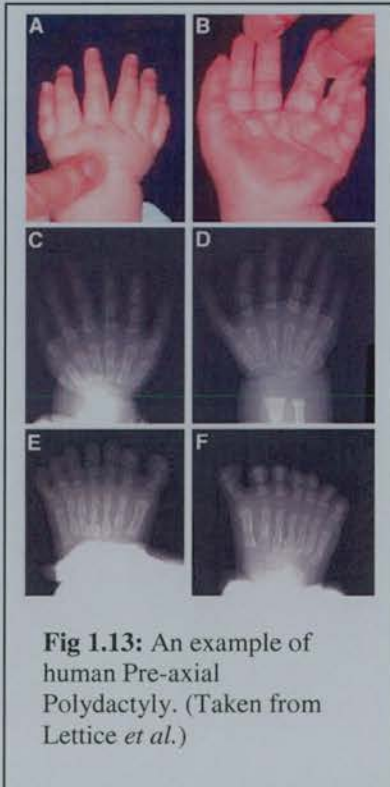 A
B
C
D
E
F
Fig 1.13: An example of
human Pre-axial
Polydactyly. (Taken from
Lettice et al.)